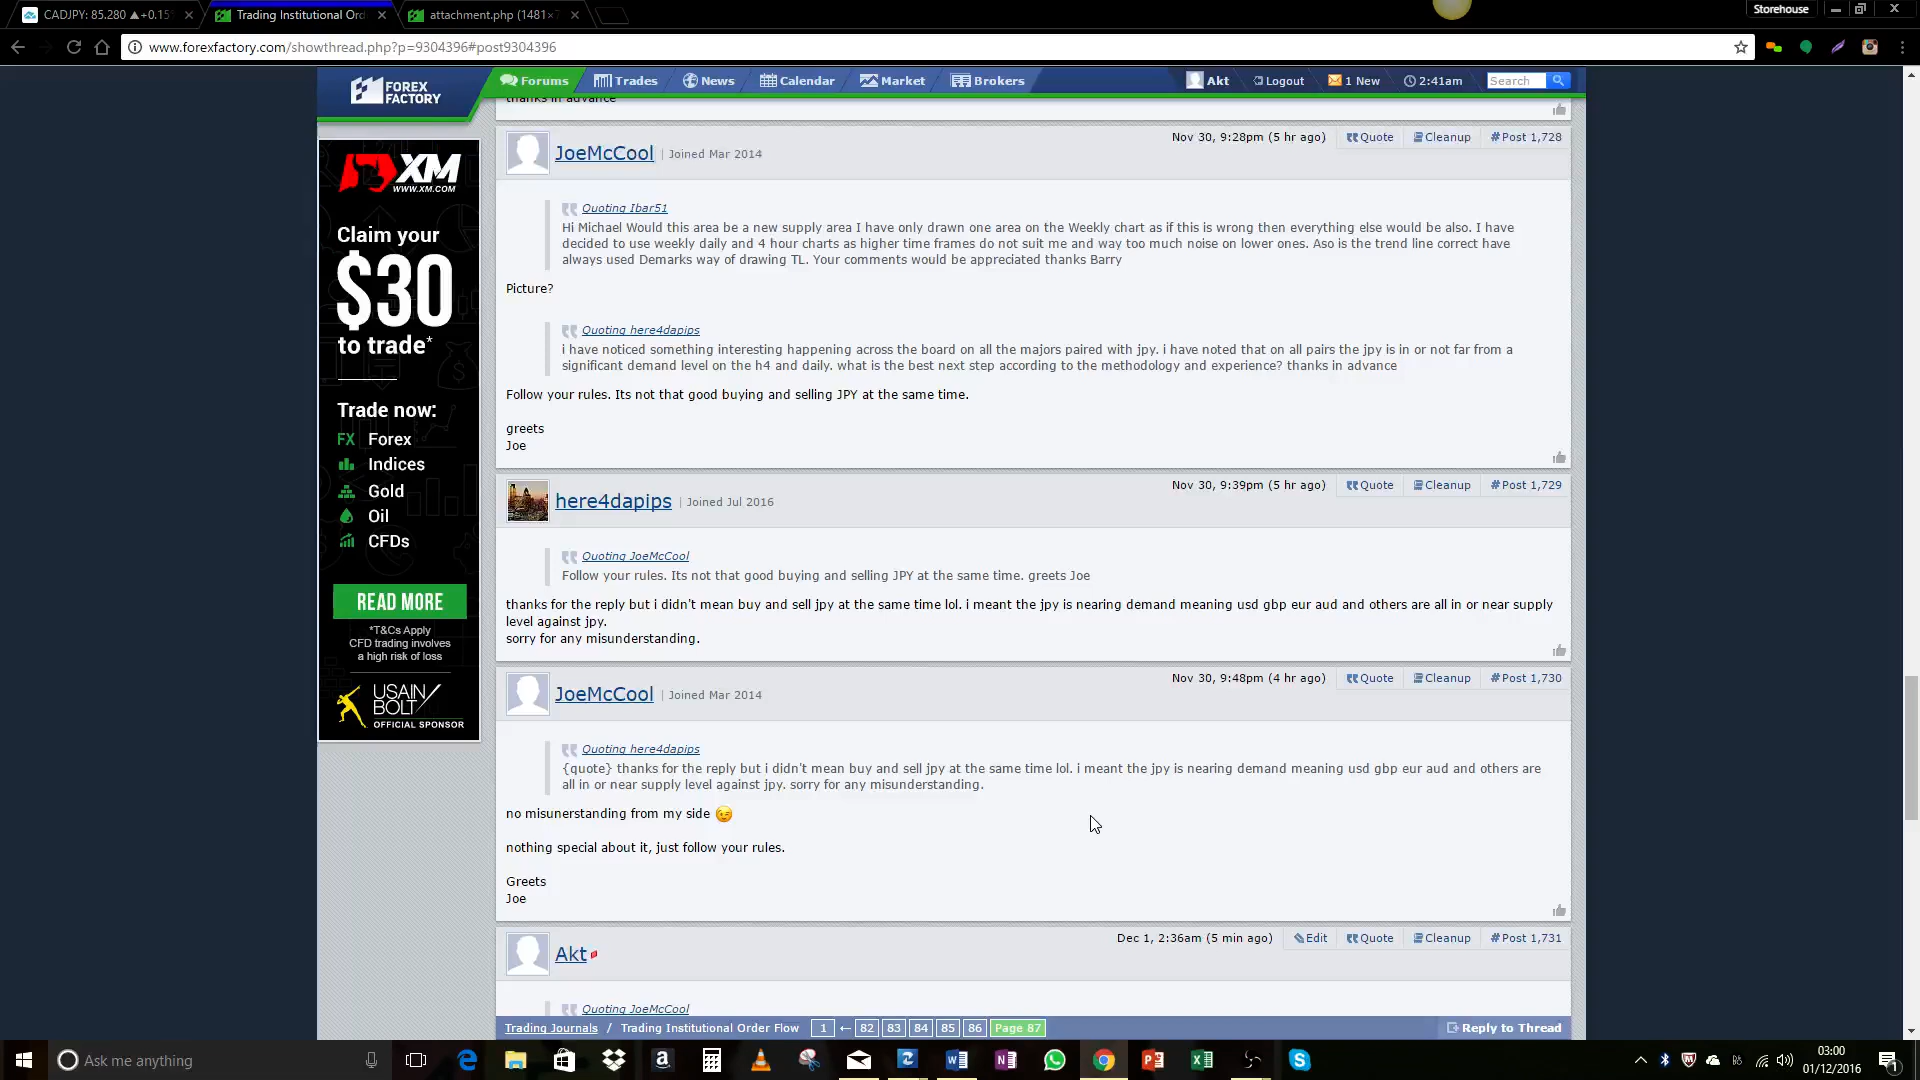 CADJPY: 85.280 ▲+0.15
Trading Institutional Ord
attachment.php (1481×
Storehouse
www.forexfactory.com/showthread.php?p=9304396#post9304396
FOREX
FACTORY
Forums
Trades
News
Calendar
Market
Brokers
Akt
Logout
1 New
2:41am
Search
thanks in advance
XM
WWW.XM.COM
Claim your
$30
to trade*
Trade now:
FX Forex
Indices
Gold
Oil
CFDs
READ MORE
*T&Cs Apply
CFD trading involves
a high risk of loss
USAIN
BOLT
OFFICIAL SPONSOR
JoeMcCool | Joined Mar 2014
Nov 30, 9:28pm (5 hr ago) Quote Cleanup #Post 1,728
Quoting Ibar51
Hi Michael Would this area be a new supply area I have only drawn one area on the Weekly chart as if this is wrong then everything else would be also. I have
decided to use weekly daily and 4 hour charts as higher time frames do not suit me and way too much noise on lower ones. Aso is the trend line correct have
always used Demarks way of drawing TL. Your comments would be appreciated thanks Barry
Picture?
Quoting here4dapips
i have noticed something interesting happening across the board on all the majors paired with jpy. i have noted that on all pairs the jpy is in or not far from a
significant demand level on the h4 and daily. what is the best next step according to the methodology and experience? thanks in advance
Follow your rules. Its not that good buying and selling JPY at the same time.
greets
Joe
here4dapips | Joined Jul 2016
Nov 30, 9:39pm (5 hr ago) Quote Cleanup #Post 1,729
Quoting JoeMcCool
Follow your rules. Its not that good buying and selling JPY at the same time. greets Joe
thanks for the reply but i didn't mean buy and sell jpy at the same time lol. i meant the jpy is nearing demand meaning usd gbp eur aud and others are all in or near supply
level against jpy.
sorry for any misunderstanding.
JoeMcCool | Joined Mar 2014
Nov 30, 9:48pm (4 hr ago) Quote Cleanup #Post 1,730
Quoting here4dapips
{quote} thanks for the reply but i didn't mean buy and sell jpy at the same time lol. i meant the jpy is nearing demand meaning usd gbp eur aud and others are
all in or near supply level against jpy. sorry for any misunderstanding.
no misunerstanding from my side
nothing special about it, just follow your rules.
Greets
Joe
Akt
Dec 1, 2:36am (5 min ago) Edit Quote Cleanup #Post 1,731
Quoting JoeMcCool
Trading Journals / Trading Institutional Order Flow 1 ← 82 83 84 85 86 Page 87
Reply to Thread
Ask me anything
03:00
01/12/2016